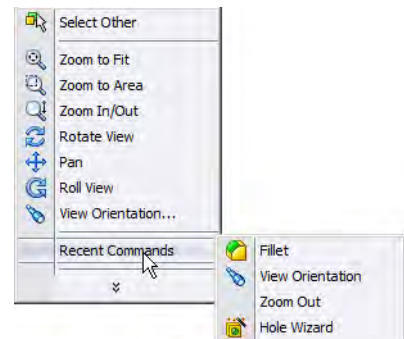 Select Other
Zoom to Fit
Zoom to Area
Zoom In/Out
Rotate View
Pan
Roll View
View Orientation...
Recent Commands
Fillet
View Orientation
Zoom Out
Hole Wizard